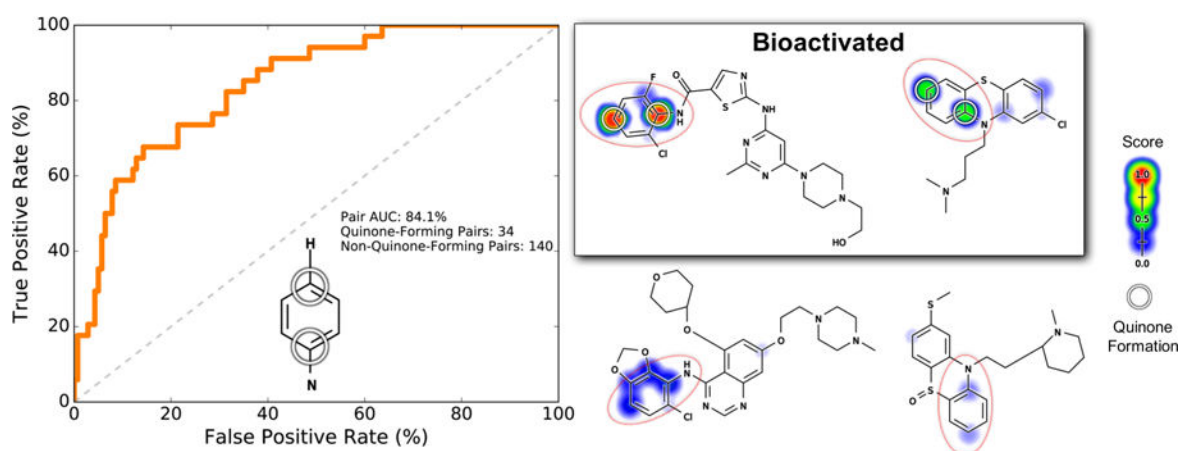 100
80
60
40
20
0
0
20
40
60
80
100
True Positive Rate (%)
False Positive Rate (%)
Pair AUC: 84.1%
Quinone-Forming Pairs: 34
Non-Quinone-Forming Pairs: 140
H
N
Bioactivated
F
O
N
S
NH
H
N
Cl
NH
N
N
N
N
HO
S
N
Cl
N
O
O
O
O
H
N
Cl
N
N
O
N
N
S
N
N
S
O
Score
1.0
0.5
0.0
Quinone
Formation